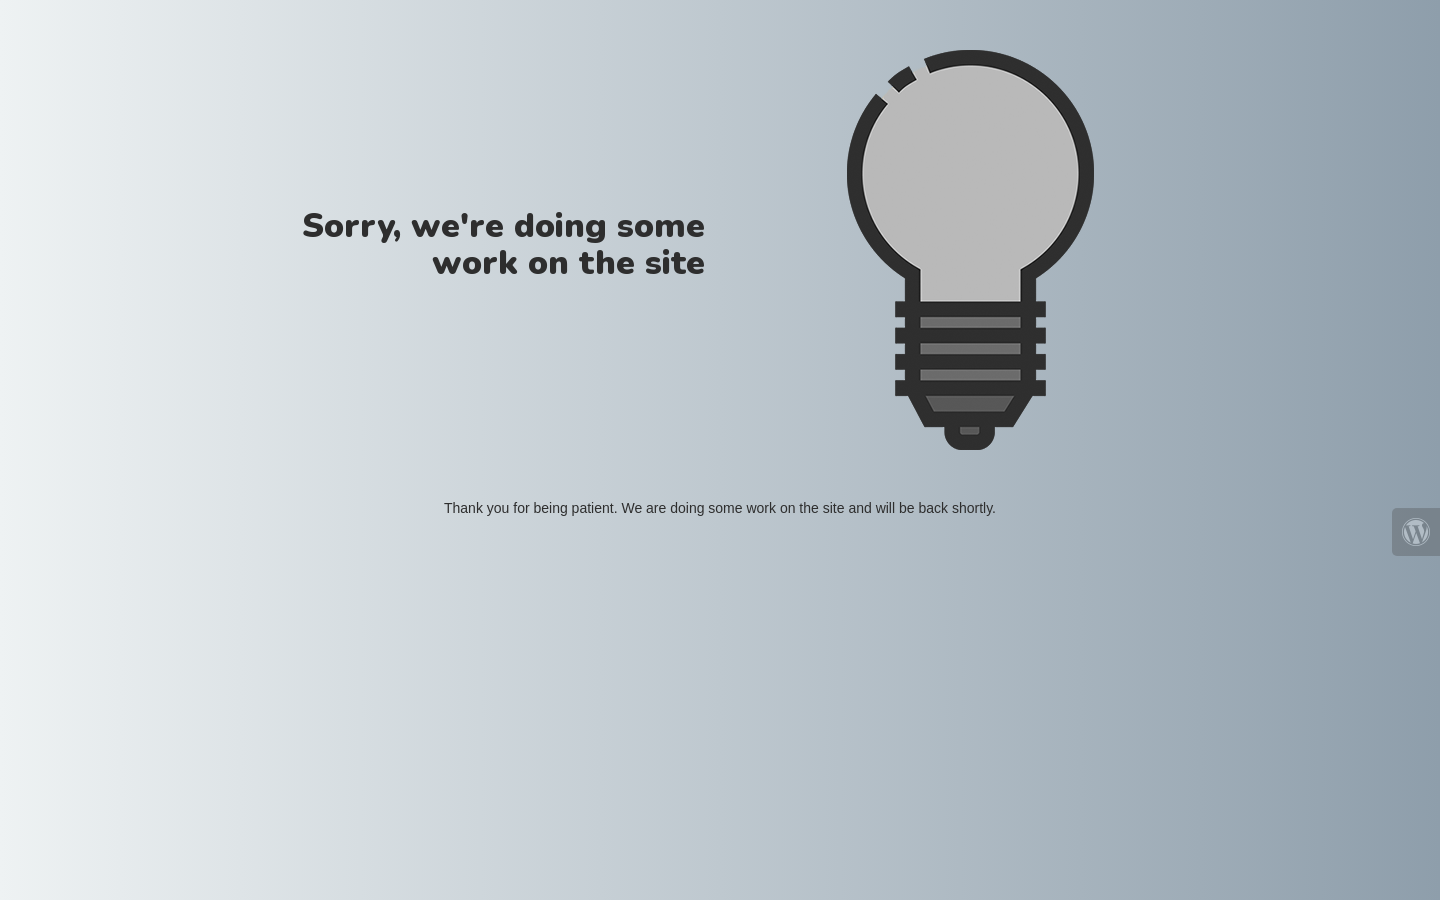 Sorry, we're doing some
work on the site
Thank you for being patient. We are doing some work on the site and will be back shortly.